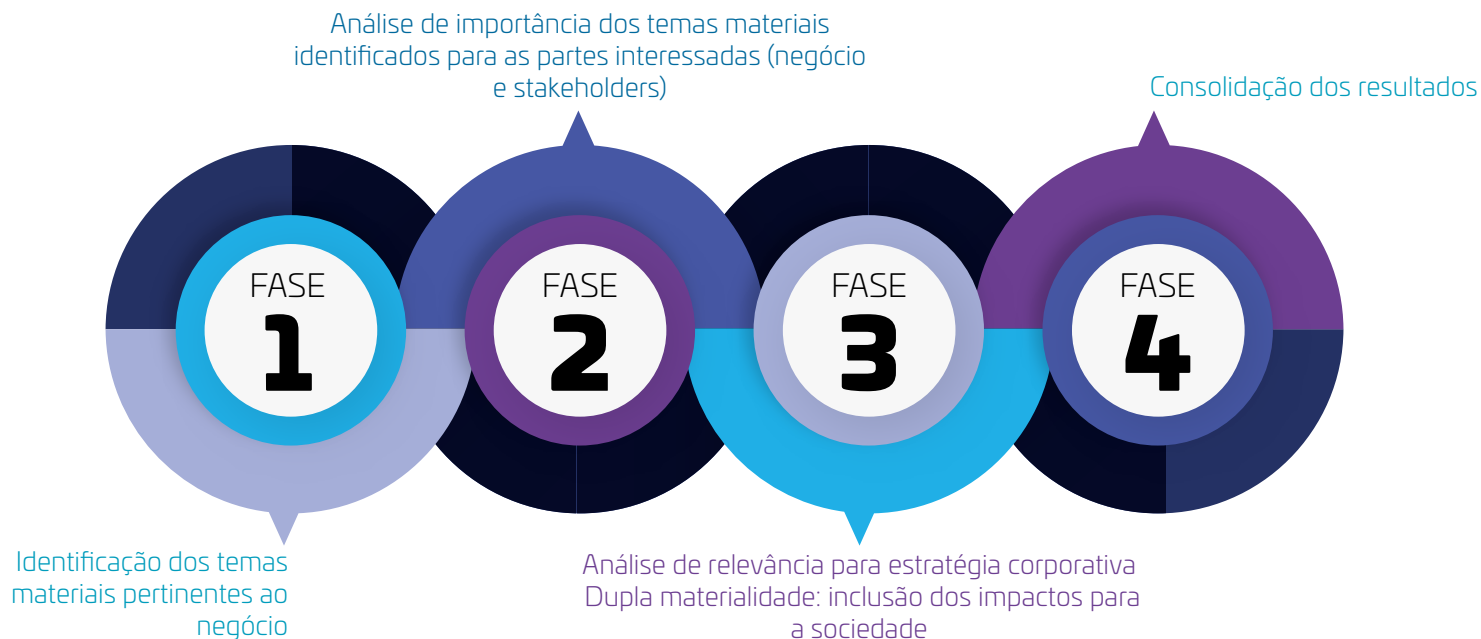 Análise de importância dos temas materiais
identificados para as partes interessadas (negócio
e stakeholders)
Consolidação dos resultados
FASE
1
FASE
2
FASE
3
FASE
4
Identificação dos temas
materiais pertinentes ao
negócio
Análise de relevância para estratégia corporativa
Dupla materialidade: inclusão dos impactos para
a sociedade